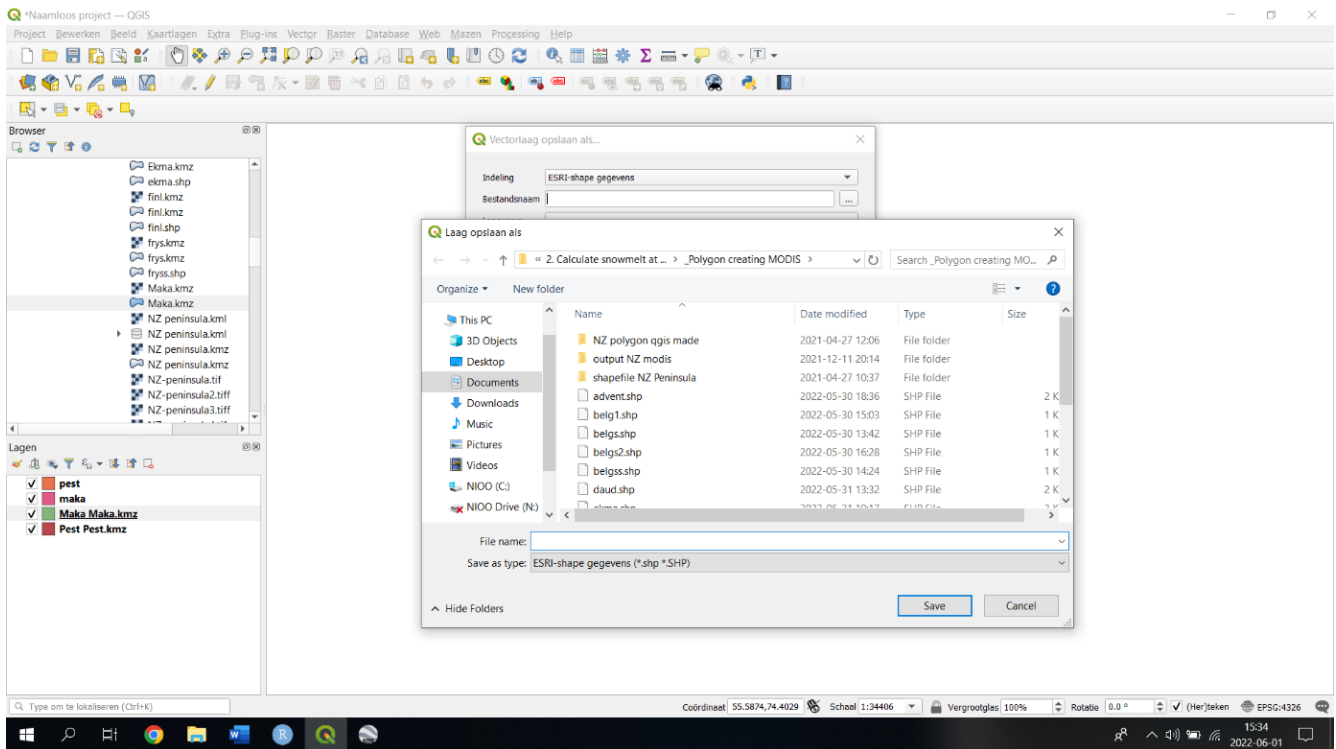 *Naamloos project — QGIS
Project Bewerken Beeld Kaartlagen Extra Plug-ins Vector Raster Database Web Mazen Processing Help
Browser
Ekma.kmz
ekma.shp
finl.kmz
finl.kmz
finl.shp
frys.kmz
frys.kmz
fryss.shp
Maka.kmz
Maka.kmz
NZ peninsula.kml
NZ peninsula.kml
NZ peninsula.kmz
NZ peninsula.kmz
NZ-peninsula.tif
NZ-peninsula2.tiff
NZ-peninsula3.tiff
Lagen
pest
maka
Maka Maka.kmz
Pest Pest.kmz
Vectorlaag opslaan als...
Indeling ESRI-shape gegevens
Bestandsnaam ...
Laag opslaan als
« 2. Calculate snowmelt at ... > _Polygon creating MODIS > Search _Polygon creating MO...
Organize New folder
This PC
3D Objects
Desktop
Documents
Downloads
Music
Pictures
Videos
NIOO (C:)
NIOO Drive (N:)
Name Date modified Type Size
NZ polygon qgis made 2021-04-27 12:06 File folder
output NZ modis 2021-12-11 20:14 File folder
shapefile NZ Peninsula 2021-04-27 10:37 File folder
advent.shp 2022-05-30 18:36 SHP File 2 K
belg1.shp 2022-05-30 15:03 SHP File 1 K
belgs.shp 2022-05-30 13:42 SHP File 1 K
belgs2.shp 2022-05-30 16:28 SHP File 1 K
belgss.shp 2022-05-30 14:24 SHP File 1 K
daud.shp 2022-05-31 13:32 SHP File 2 K
File name:
Save as type: ESRI-shape gegevens (*.shp *.SHP)
Hide Folders Save Cancel
Type om te lokaliseren (Ctrl+K) Coördinaat 55.5874,74.4029 Schaal 1:34406 Vergrootglas 100% Rotatie 0.0 ° (Her)teken EPSG:4326
15:34
2022-06-01